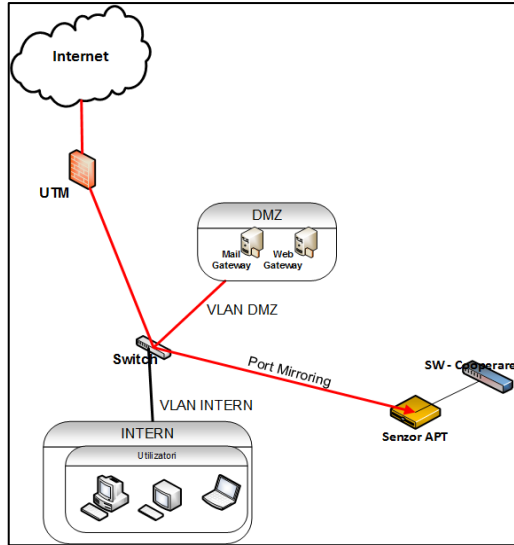 Internet
UTM
DMZ
Mail
Gateway
Web
Gateway
VLAN DMZ
Switch
Port Mirroring
SW - Cooperare
Senzor APT
VLAN INTERN
INTERN
Utilizatori